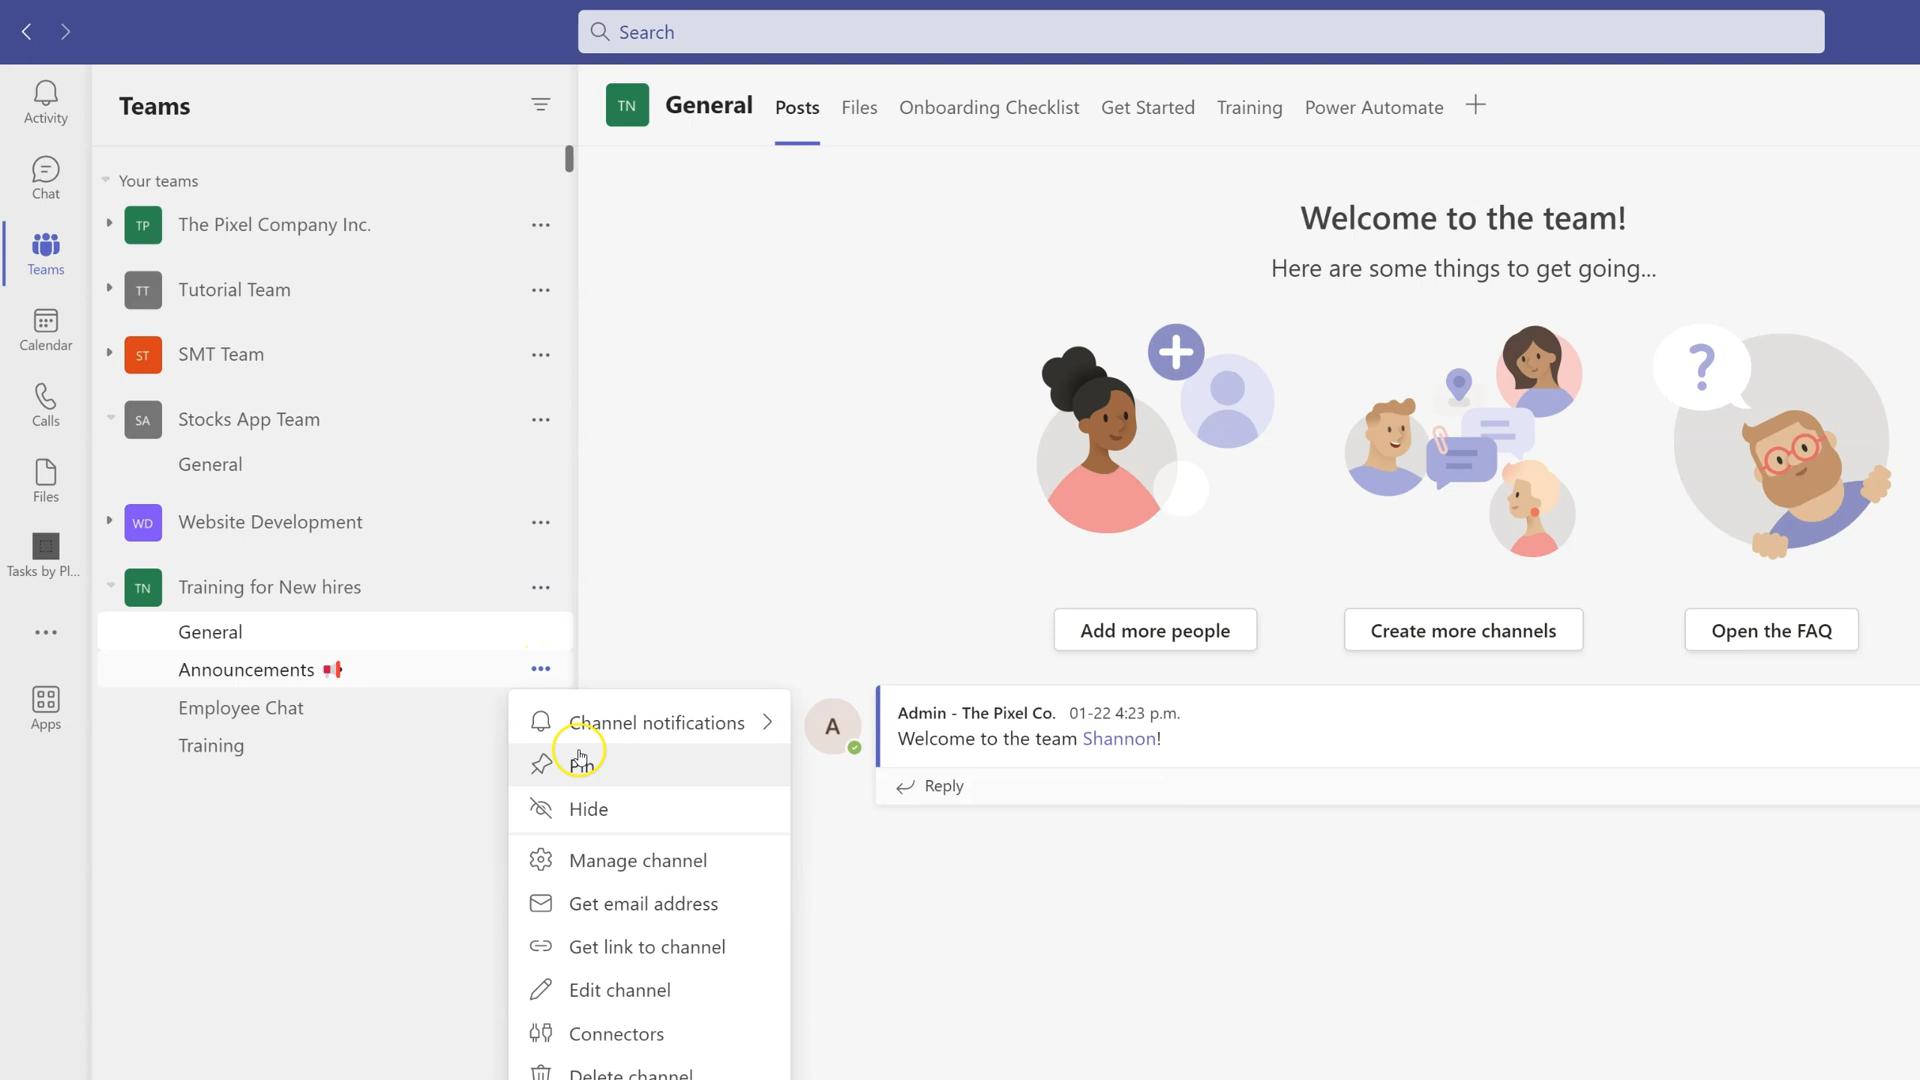 Search
Activity
Chat
Teams
Calendar
Calls
Files
Tasks by Pl...
Apps
Teams
Your teams
TP The Pixel Company Inc.
TT Tutorial Team
ST SMT Team
SA Stocks App Team
General
WD Website Development
TN Training for New hires
General
Announcements
Employee Chat
Training
Channel notifications
Pin
Hide
Manage channel
Get email address
Get link to channel
Edit channel
Connectors
Delete channel
TN General Posts Files Onboarding Checklist Get Started Training Power Automate
Welcome to the team!
Here are some things to get going...
?
Add more people Create more channels Open the FAQ
A
Admin - The Pixel Co. 01-22 4:23 p.m.
Welcome to the team Shannon!
Reply